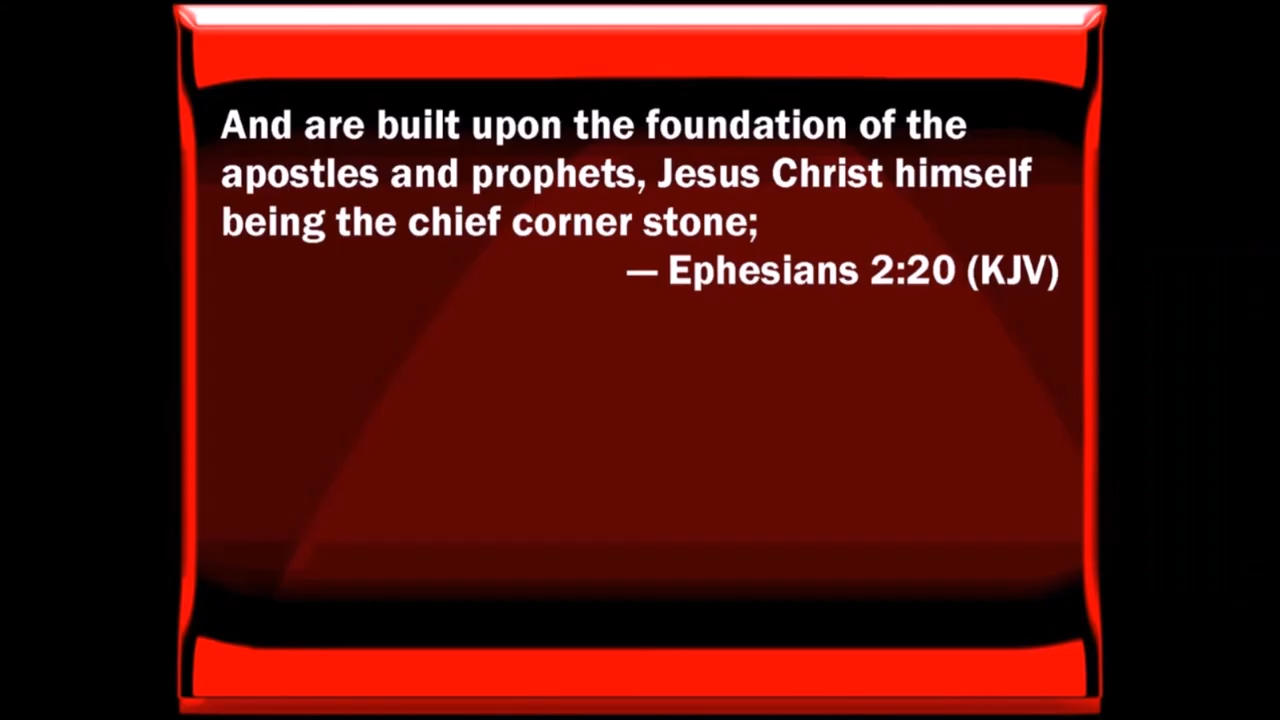 And are built upon the foundation of the
apostles and prophets, Jesus Christ himself
being the chief corner stone;
— Ephesians 2:20 (KJV)